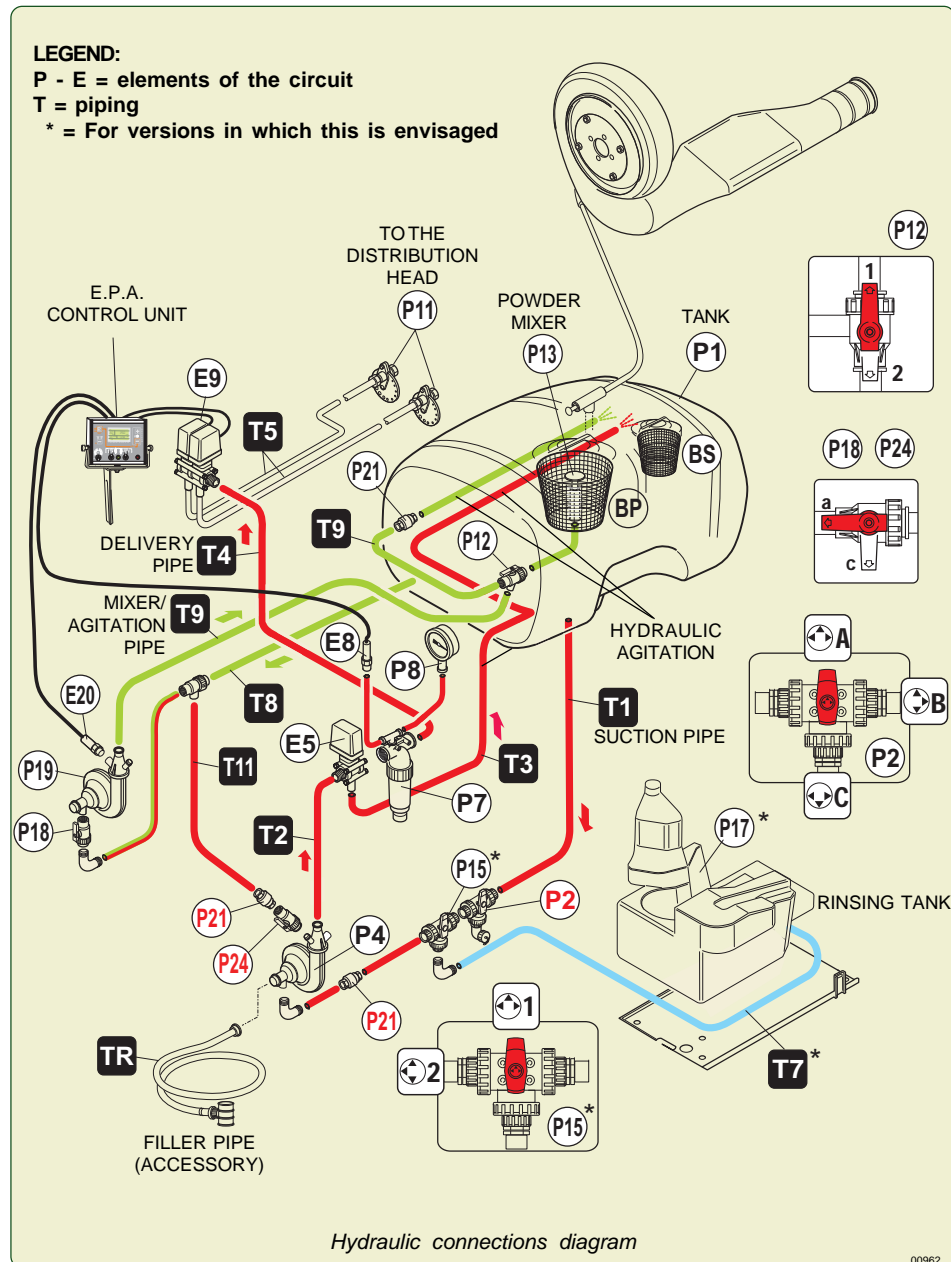 LEGEND:
P - E = elements of the circuit
T = piping
* = For versions in which this is envisaged
P12
1
2
TO THE
DISTRIBUTION
HEAD
P11
E.P.A.
CONTROL UNIT
POWDER
MIXER
P13
TANK
P1
E9
T5
BS
P21
BP
P18
P24
a
c
T9
P12
DELIVERY
PIPE
T4
MIXER/
AGITATION
PIPE
T9
E8
P8
HYDRAULIC
AGITATION
A
B
P2
C
E20
T8
T1
SUCTION PIPE
E5
T3
P19
T11
P7
P17*
P18
T2
P15*
P2
RINSING TANK
P21
P24
P4
P21
T7*
TR
1
2
P15*
FILLER PIPE
(ACCESSORY)
Hydraulic connections diagram
00962